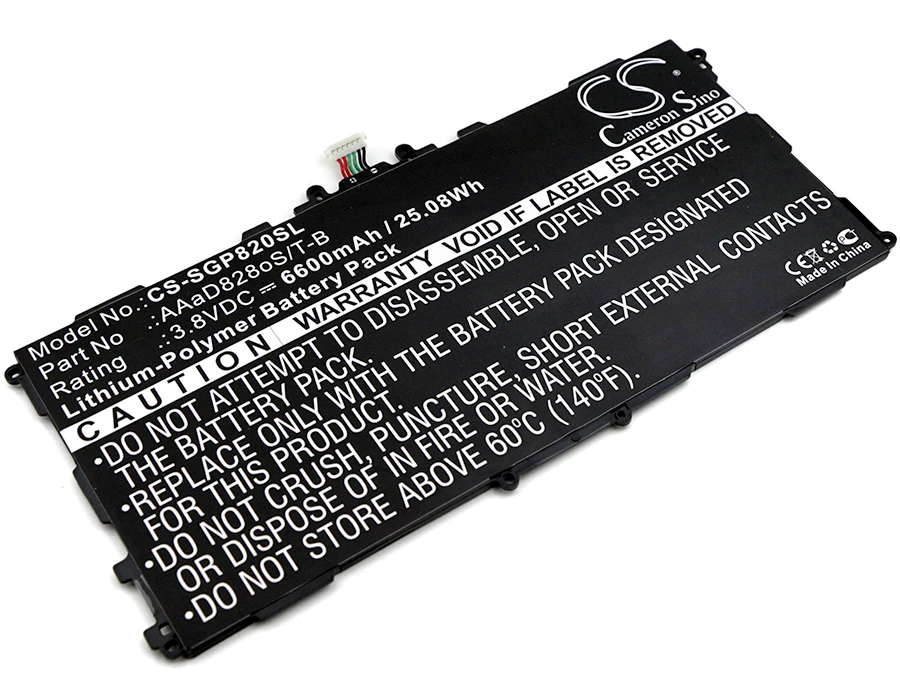 CS
Cameron Sino
Model No.: CS-SGP820SL
Part No : AAaD828oS/T-B
Rating : 3.8VDC ⎓ 6600mAh / 25.08Wh
Lithium-Polymer Battery Pack
CAUTION WARRANTY VOID IF LABEL IS REMOVED
•DO NOT ATTEMPT TO DISASSEMBLE, OR OPEN
THE BATTERY PACK.
•REPLACE ONLY WITH THE BATTERY PACK DESIGNED
FOR THIS PRODUCT.
•DO NOT CRUSH, PUNCTURE, SHORT EXTERNAL CONTACTS
OR DISPOSE OF IN FIRE OR WATER.
•DO NOT STORE ABOVE 60°C (140°F)
CE FC
Made In China